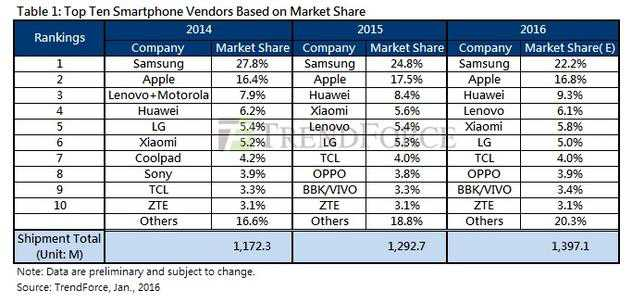 Table 1: Top Ten Smartphone Vendors Based on Market Share
Rankings 2014 2015 2016
Company Market Share Company Market Share Company Market Share(E)
1 Samsung 27.8% Samsung 24.8% Samsung 22.2%
2 Apple 16.4% Apple 17.5% Apple 16.8%
3 Lenovo+Motorola 7.9% Huawei 8.4% Huawei 9.3%
4 Huawei 6.2% Xiaomi 5.6% Lenovo 6.1%
5 LG 5.4% Lenovo 5.4% Xiaomi 5.8%
TRENDFORCE
6 Xiaomi 5.2% LG 5.3% LG 5.0%
7 Coolpad 4.2% TCL 4.0% TCL 4.0%
8 Sony 3.9% OPPO 3.8% OPPO 3.9%
9 TCL 3.3% BBK/VIVO 3.3% BBK/VIVO 3.4%
10 ZTE 3.1% ZTE 3.1% ZTE 3.1%
Others 16.6% Others 18.8% Others 20.3%
Shipment Total
(Unit: M) 1,172.3 1,292.7 1,397.1
Note: Data are preliminary and subject to change.
Source: TrendForce, Jan., 2016